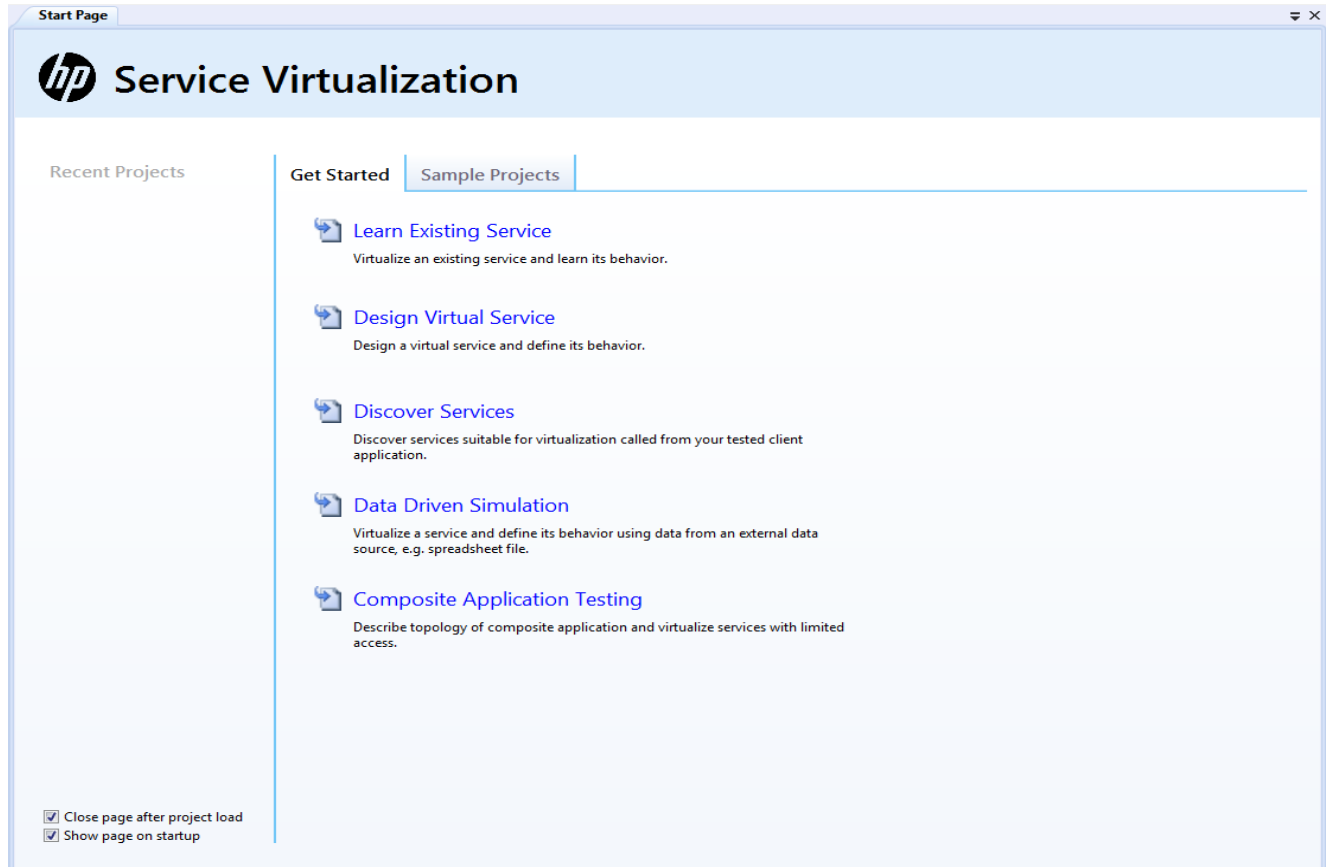 Start Page
hp Service Virtualization
Recent Projects
Get Started
Sample Projects
Learn Existing Service
Virtualize an existing service and learn its behavior.
Design Virtual Service
Design a virtual service and define its behavior.
Discover Services
Discover services suitable for virtualization called from your tested client
application.
Data Driven Simulation
Virtualize a service and define its behavior using data from an external data
source, e.g. spreadsheet file.
Composite Application Testing
Describe topology of composite application and virtualize services with limited
access.
Close page after project load
Show page on startup